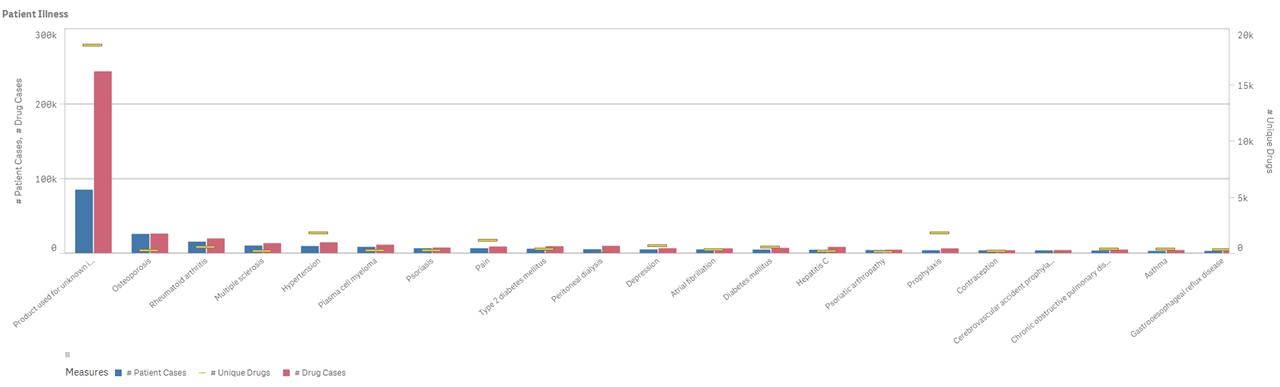 Patient Illness
300k
200k
100k
0
# Patient Cases, # Drug Cases
20k
15k
10k
5k
0
# Unique Drugs
Product used for unknown i...
Osteoporosis
Rheumatoid arthritis
Multiple sclerosis
Hypertension
Plasma cell myeloma
Psoriasis
Pain
Type 2 diabetes mellitus
Peritoneal dialysis
Depression
Atrial fibrillation
Diabetes mellitus
Hepatitis C
Psoriatic arthropathy
Prophylaxis
Contraception
Cerebrovascular accident prophyla...
Chronic obstructive pulmonary dis...
Asthma
Gastrooesophageal reflux disease
Measures # Patient Cases # Unique Drugs # Drug Cases